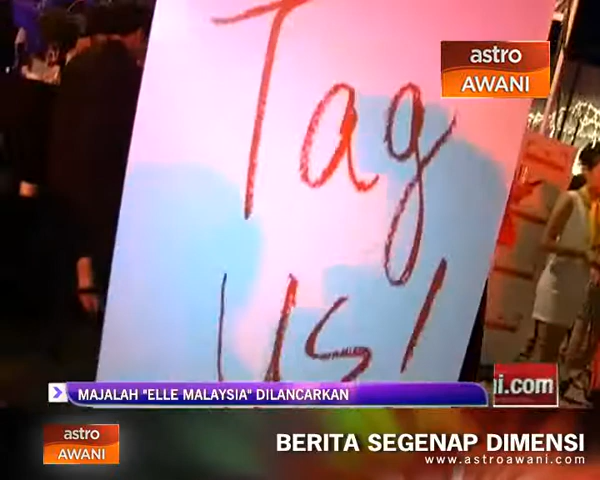 astro
AWANI
Tag
us!
MAJALAH "ELLE MALAYSIA" DILANCARKAN
i.com
astro
AWANI
BERITA SEGENAP DIMENSI
www.astroawani.com